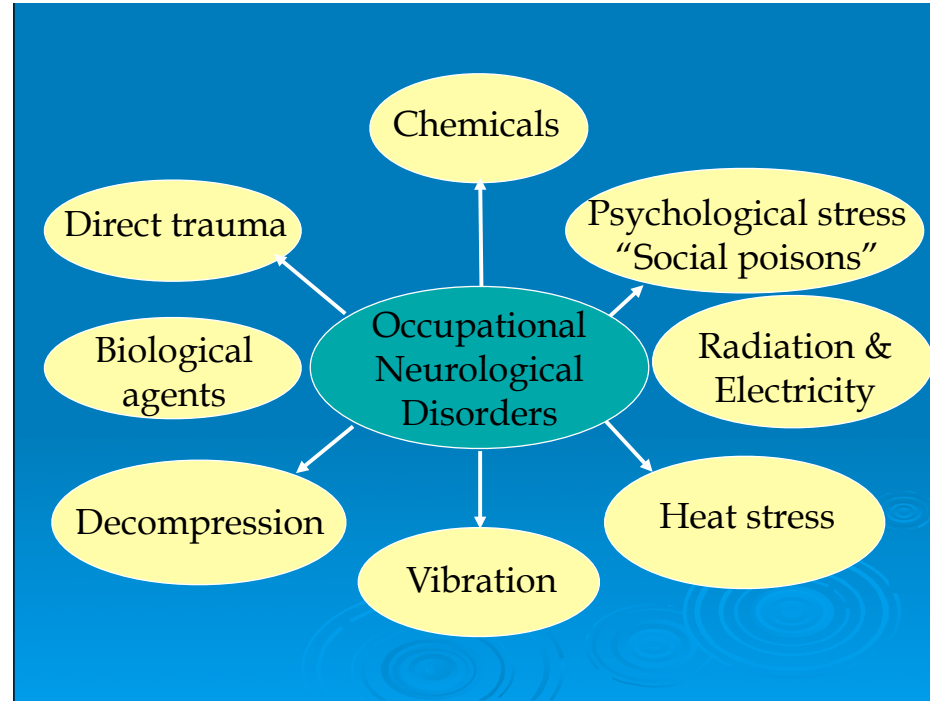 Chemicals
Direct trauma
Psychological stress
“Social poisons”
Occupational
Neurological
Disorders
Biological
agents
Radiation &
Electricity
Decompression
Heat stress
Vibration